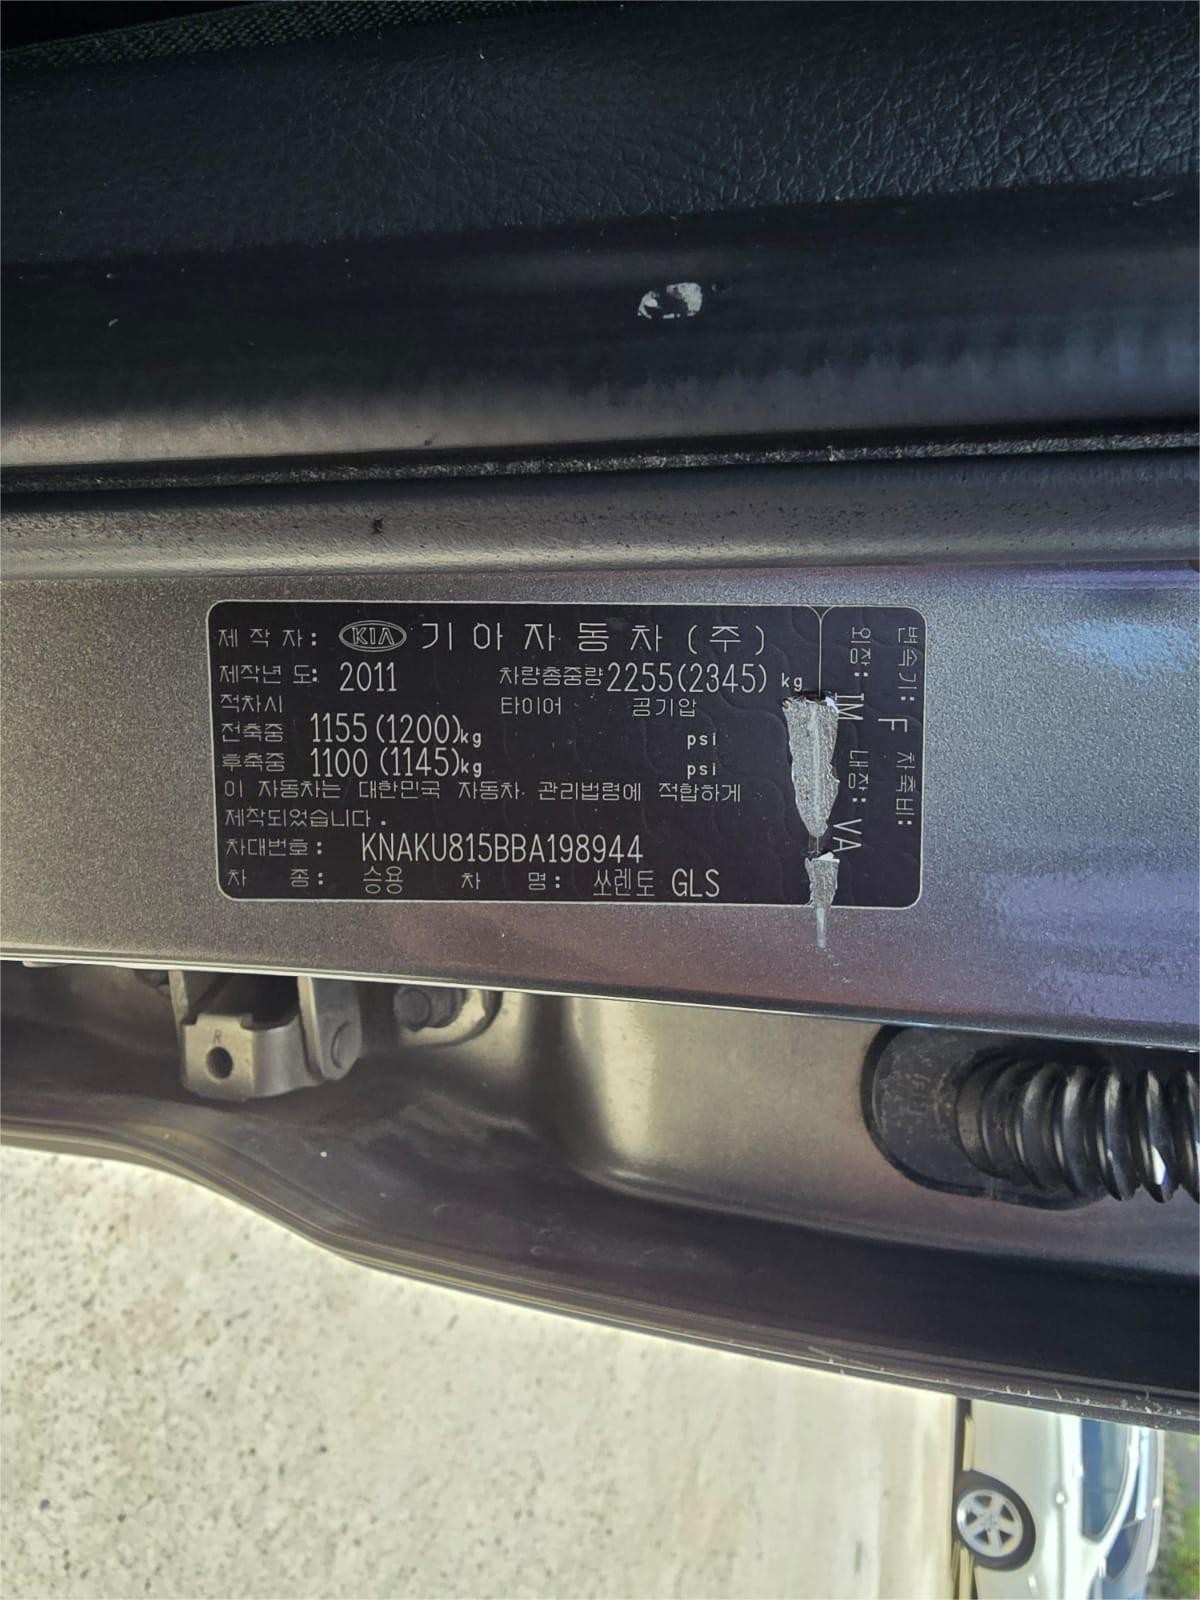 제 작 자 : KIA 기 아 자 동 차 ( 주 )
제작년 도: 2011 차량총중량 2255(2345) kg
적차시 타이어 공기압
전축중 1155 (1200)kg psi
후축중 1100 (1145)kg psi
이 자동차는 대한민국 자동차 관리법령에 적합하게
제작되었습니다 .
차대번호 : KNAKU815BBA198944
차 종 : 승용 차 명 : 쏘렌토 GLS
변속기: F 차축비:
외장: IM 내장: VA
R